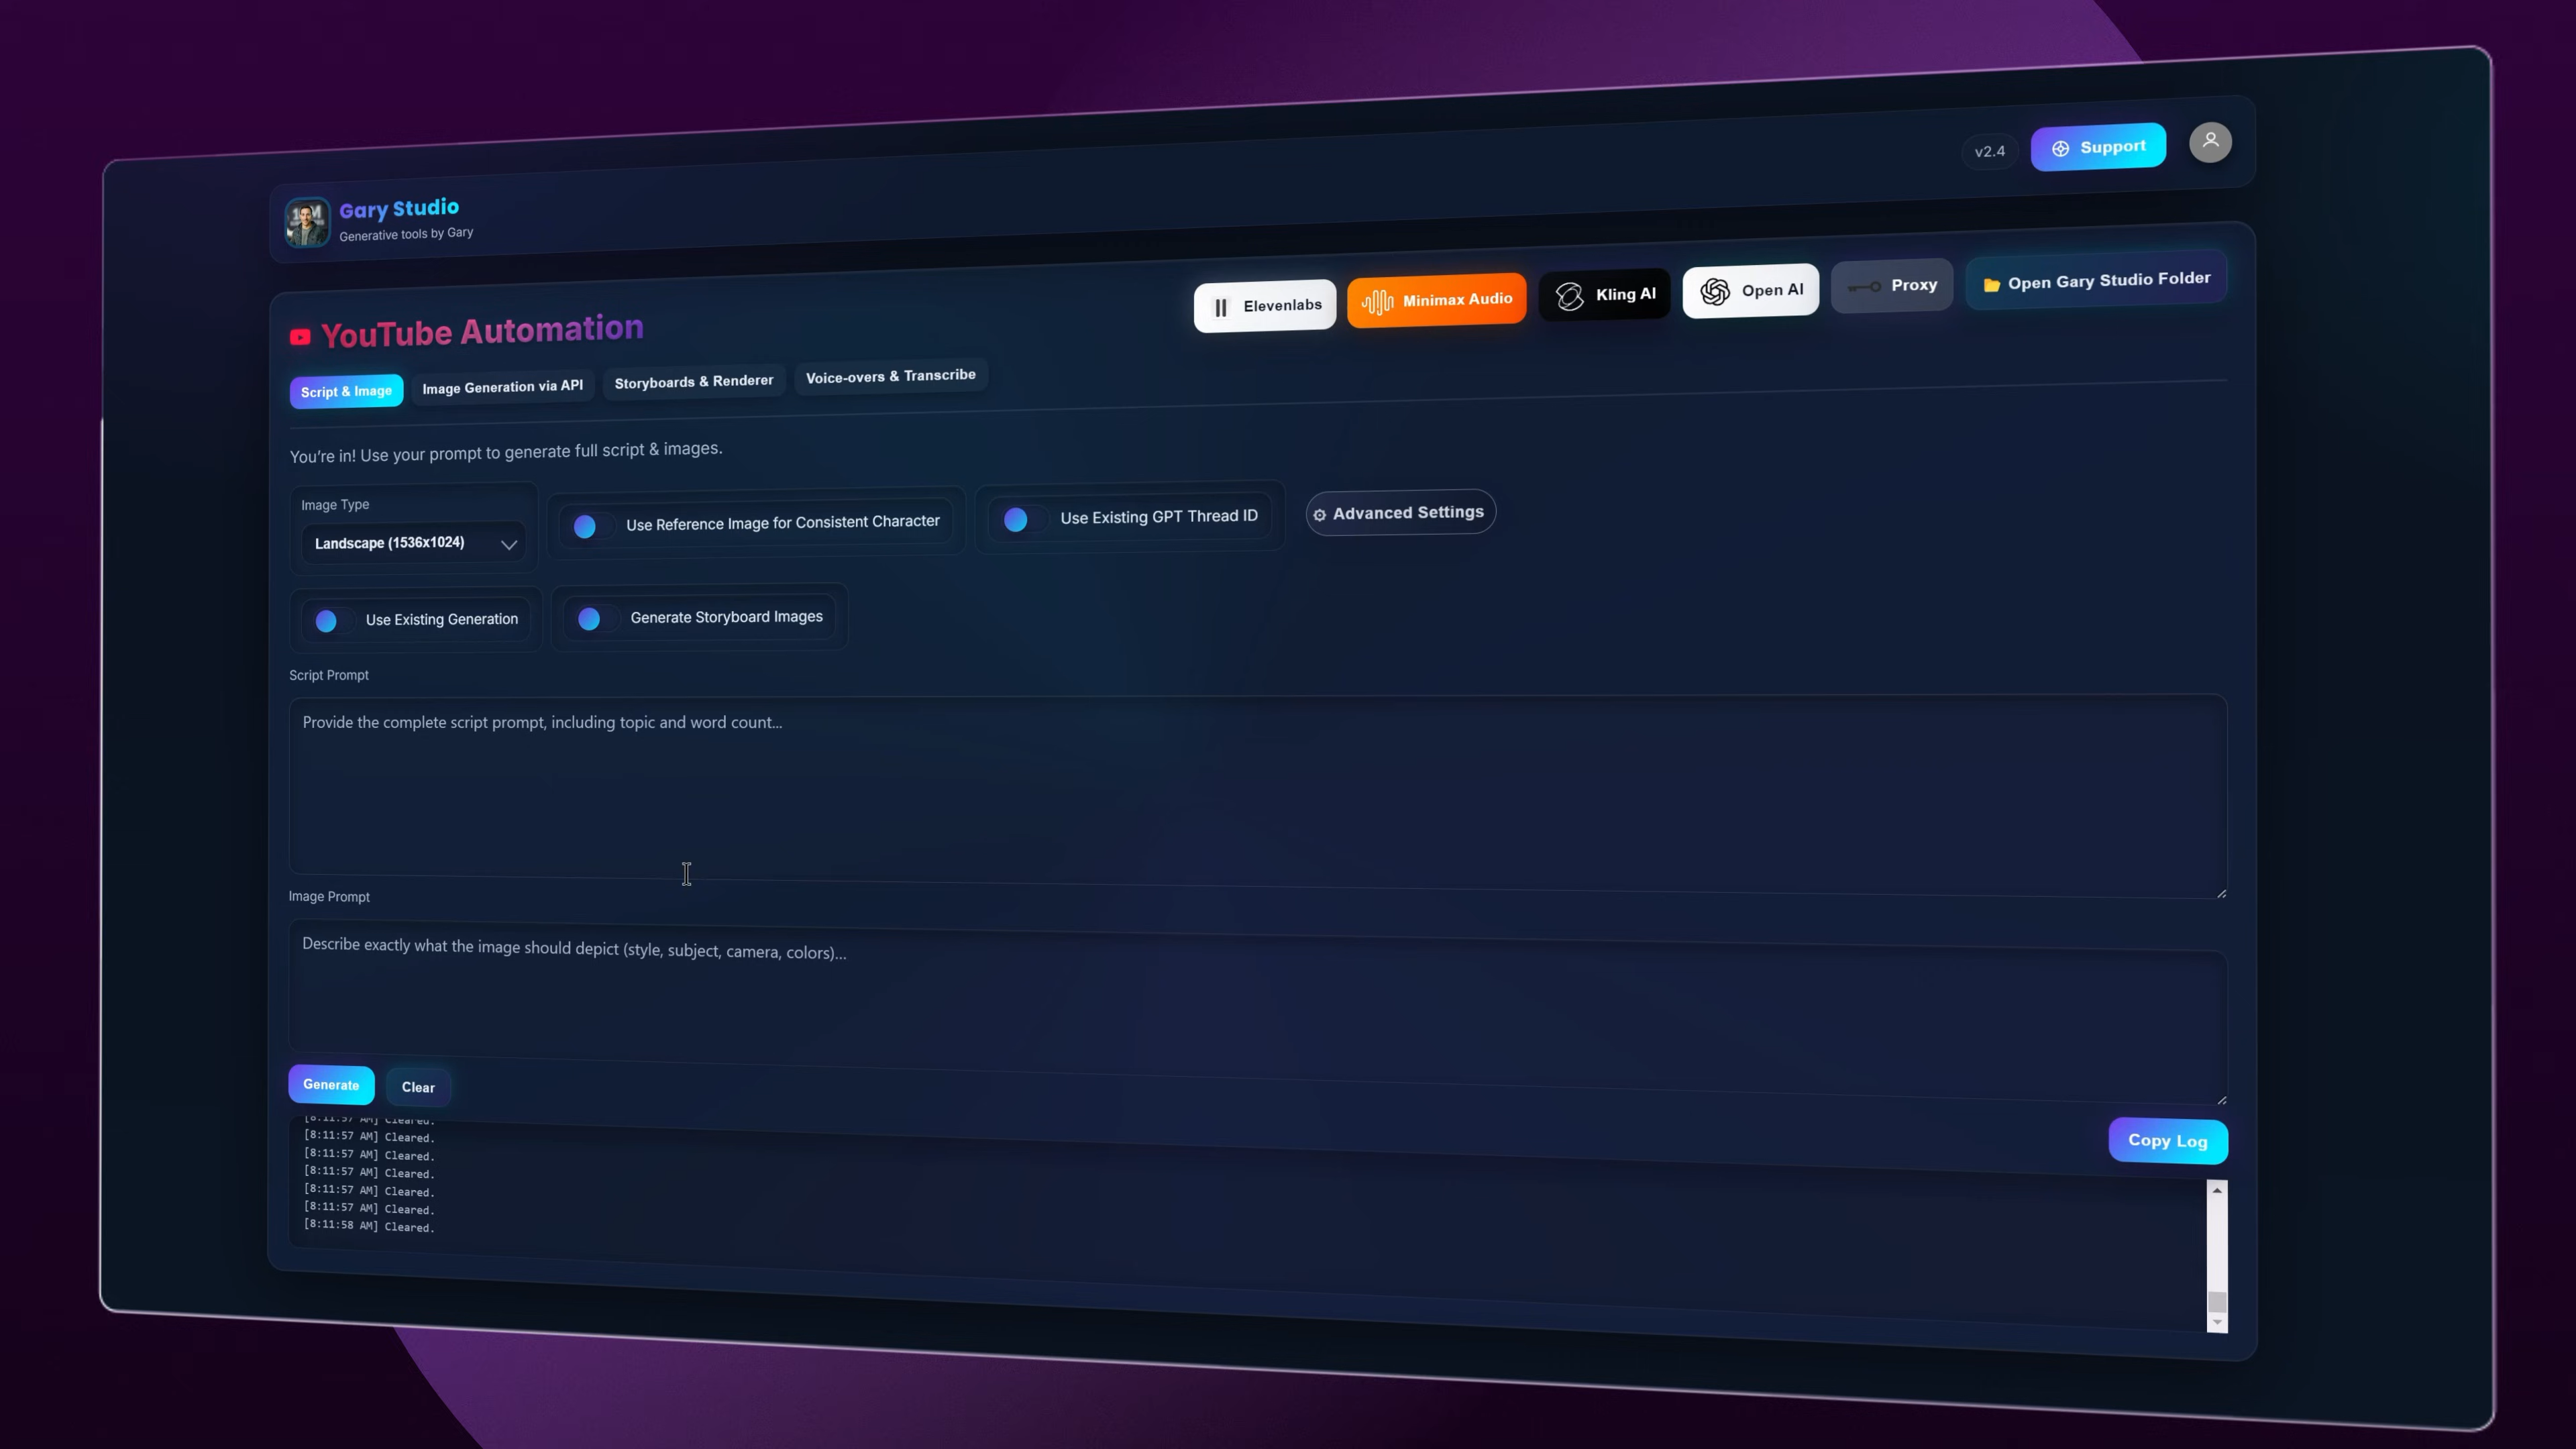 Gary Studio
Generative tools by Gary
v2.4
Support
YouTube Automation
Elevenlabs
Minimax Audio
Kling AI
Open AI
Proxy
Open Gary Studio Folder
Script & Image
Image Generation via API
Storyboards & Renderer
Voice-overs & Transcribe
You're in! Use your prompt to generate full script & images.
Image Type
Landscape (1536x1024)
Use Reference Image for Consistent Character
Use Existing GPT Thread ID
Advanced Settings
Use Existing Generation
Generate Storyboard Images
Script Prompt
Provide the complete script prompt, including topic and word count...
Image Prompt
Describe exactly what the image should depict (style, subject, camera, colors)...
Generate
Clear
Copy Log
[8:11:57 AM] Cleared.
[8:11:57 AM] Cleared.
[8:11:57 AM] Cleared.
[8:11:57 AM] Cleared.
[8:11:57 AM] Cleared.
[8:11:57 AM] Cleared.
[8:11:58 AM] Cleared.